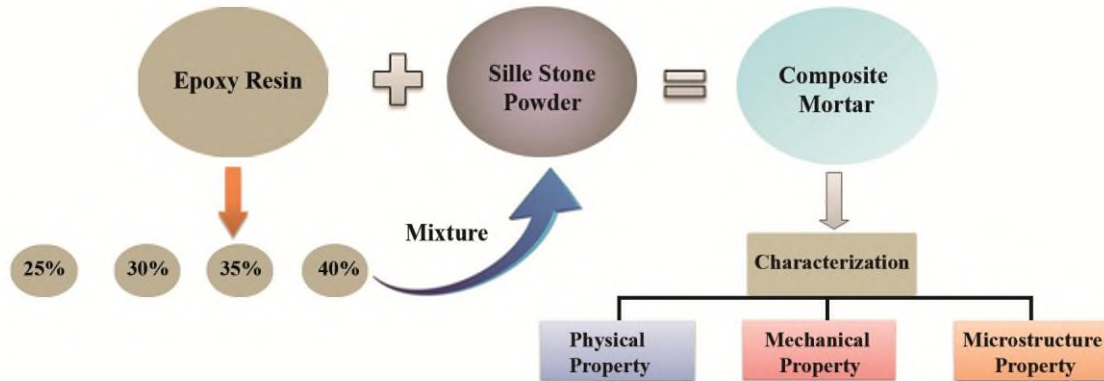 Epoxy Resin
Sille Stone
Powder
Composite
Mortar
25%
30%
35%
40%
Mixture
Characterization
Physical
Property
Mechanical
Property
Microstructure
Property